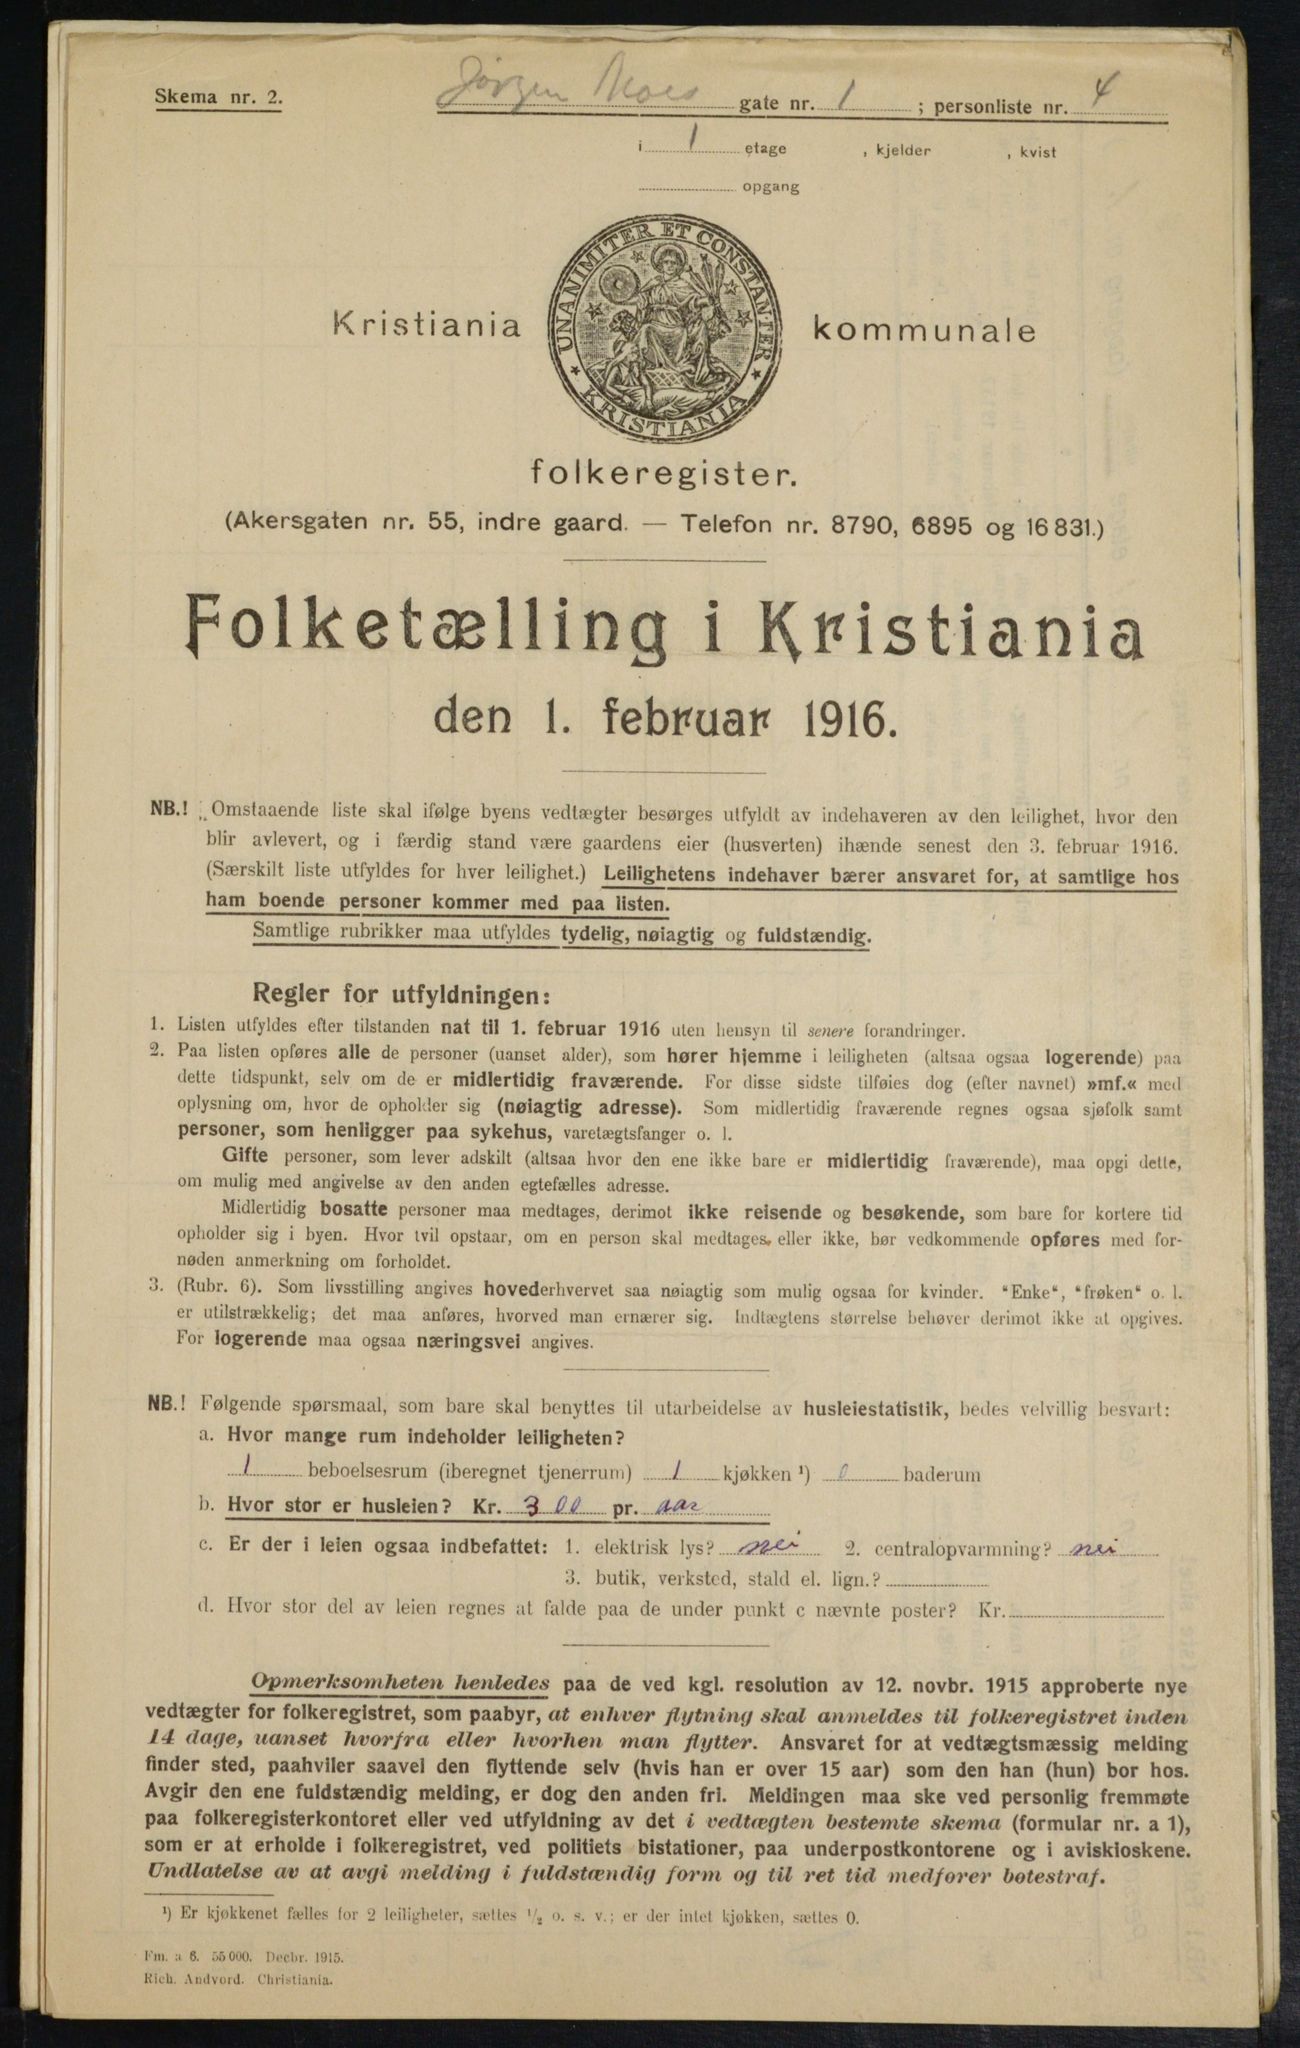 Skema nr. 2.
Jørgen Moes gate nr. 1 ; personliste nr. 4
i 1 etage , kjelder , kvist
opgang
UNANIMITER ET CONSTANTER
KRISTIANIA
Kristiania kommunale
folkeregister.
(Akersgaten nr. 55, indre gaard. — Telefon nr. 8790, 6895 og 16 831.)
Folketælling i Kristiania
den 1. februar 1916.
NB.! Omstaaende liste skal ifølge byens vedtægter besørges utfyldt av indehaveren av den leilighet, hvor den
blir avlevert, og i færdig stand være gaardens eier (husverten) ihænde senest den 3. februar 1916.
(Særskilt liste utfyldes for hver leilighet.) Leilighetens indehaver bærer ansvaret for, at samtlige hos
ham boende personer kommer med paa listen.
Samtlige rubrikker maa utfyldes tydelig, nøiagtig og fuldstændig.
Regler for utfyldningen:
1. Listen utfyldes efter tilstanden nat til 1. februar 1916 uten hensyn til senere forandringer.
2. Paa listen opføres alle de personer (uanset alder), som hører hjemme i leiligheten (altsaa ogsaa logerende) paa
dette tidspunkt, selv om de er midlertidig fraværende. For disse sidste tilføies dog (efter navnet) »mf.« med
oplysning om, hvor de opholder sig (nøiagtig adresse). Som midlertidig fraværende regnes ogsaa sjøfolk samt
personer, som henligger paa sykehus, varetægtsfanger o. l.
Gifte personer, som lever adskilt (altsaa hvor den ene ikke bare er midlertidig fraværende), maa opgi dette,
om mulig med angivelse av den anden egtefælles adresse.
Midlertidig bosatte personer maa medtages, derimot ikke reisende og besøkende, som bare for kortere tid
opholder sig i byen. Hvor tvil opstaar, om en person skal medtages eller ikke, bør vedkommende opføres med for-
nøden anmerkning om forholdet.
3. (Rubr. 6). Som livsstilling angives hovederhvervet saa nøiagtig som mulig ogsaa for kvinder. "Enke", "frøken" o. l.
er utilstrækkelig; det maa anføres, hvorved man ernærer sig. Indtægtens størrelse behøver derimot ikke at opgives.
For logerende maa ogsaa næringsvei angives.
NB.! Følgende spørsmaal, som bare skal benyttes til utarbeidelse av husleiestatistik, bedes velvillig besvart:
a. Hvor mange rum indeholder leiligheten?
1 beboelsesrum (iberegnet tjenerrum) 1 kjøkken ¹) 0 baderum
b. Hvor stor er husleien? Kr. 300 pr. aar
c. Er der i leien ogsaa indbefattet: 1. elektrisk lys? nei 2. centralopvarmning? nei
3. butik, verksted, stald el. lign.?
d. Hvor stor del av leien regnes at falde paa de under punkt c nævnte poster? Kr.
Opmerksomheten henledes paa de ved kgl. resolution av 12. novbr. 1915 approberte nye
vedtægter for folkeregistret, som paabyr, at enhver flytning skal anmeldes til folkeregistret inden
14 dage, uanset hvorfra eller hvorhen man flytter. Ansvaret for at vedtægtsmæssig melding
finder sted, paahviler saavel den flyttende selv (hvis han er over 15 aar) som den han (hun) bor hos.
Avgir den ene fuldstændig melding, er dog den anden fri. Meldingen maa ske ved personlig fremmøte
paa folkeregisterkontoret eller ved utfyldning av det i vedtægten bestemte skema (formular nr. a 1),
som er at erholde i folkeregistret, ved politiets bistationer, paa underpostkontorene og i aviskioskene.
Undlatelse av at avgi melding i fuldstændig form og til ret tid medfører bøtestraf.
¹) Er kjøkkenet fælles for 2 leiligheter, sættes ½ o. s. v.; er der intet kjøkken, sættes 0.
Fm. a 6. 55 000. Decbr. 1915.
Rich. Andvord. Christiania.